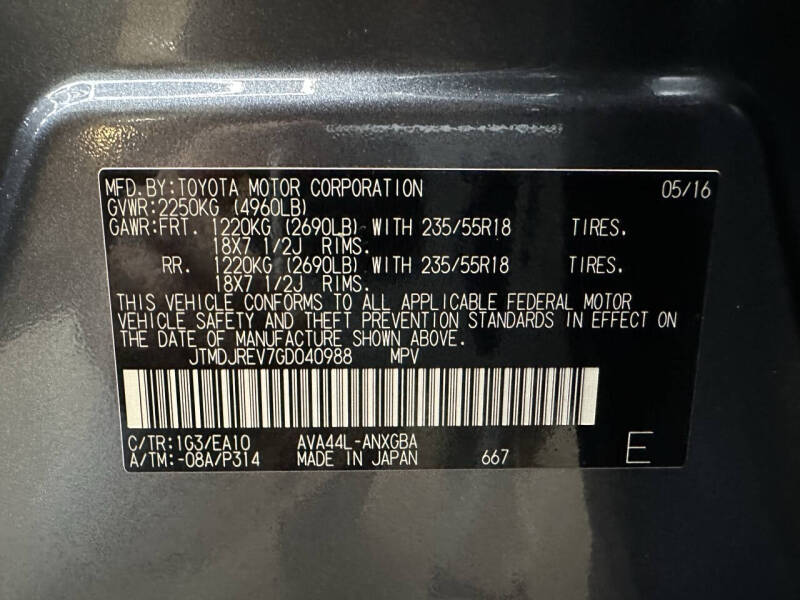 MFD.BY:TOYOTA MOTOR CORPORATION 05/16
GVWR:2250KG (4960LB)
GAWR:FRT. 1220KG (2690LB) WITH 235/55R18 TIRES.
18X7 1/2J RIMS.
RR. 1220KG (2690LB) WITH 235/55R18 TIRES.
18X7 1/2J RIMS.
THIS VEHICLE CONFORMS TO ALL APPLICABLE FEDERAL MOTOR
VEHICLE SAFETY AND THEFT PREVENTION STANDARDS IN EFFECT ON
THE DATE OF MANUFACTURE SHOWN ABOVE.
JTMDJREV7GD040988 MPV
C/TR:1G3/EA10 AVA44L-ANXGBA
A/TM:-08A/P314 MADE IN JAPAN 667 E